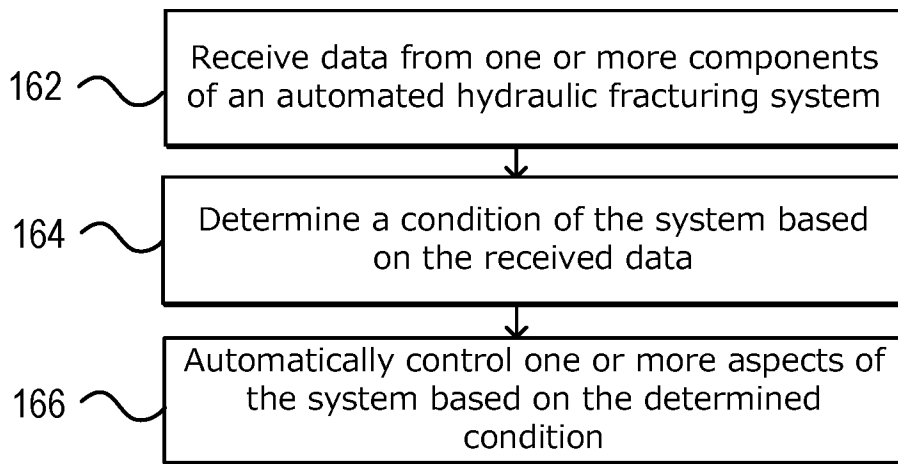 162
Receive data from one or more components
of an automated hydraulic fracturing system
164
Determine a condition of the system based
on the received data
166
Automatically control one or more aspects of
the system based on the determined
condition